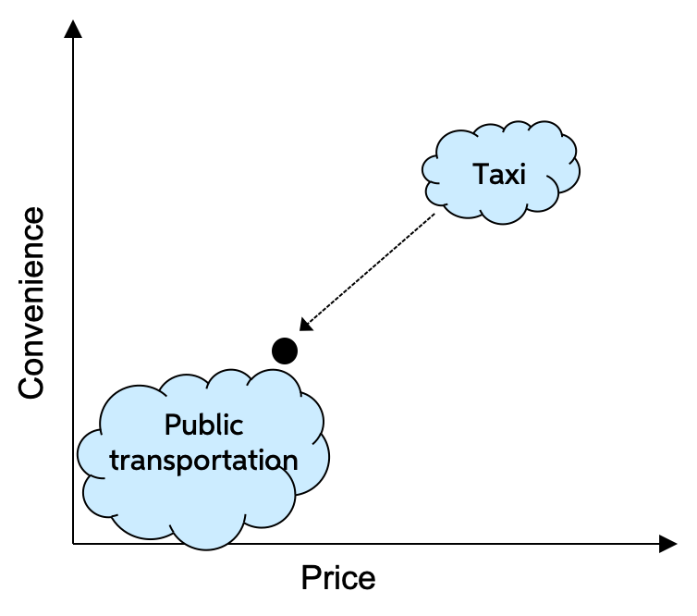 Convenience
Taxi
Public
transportation
Price